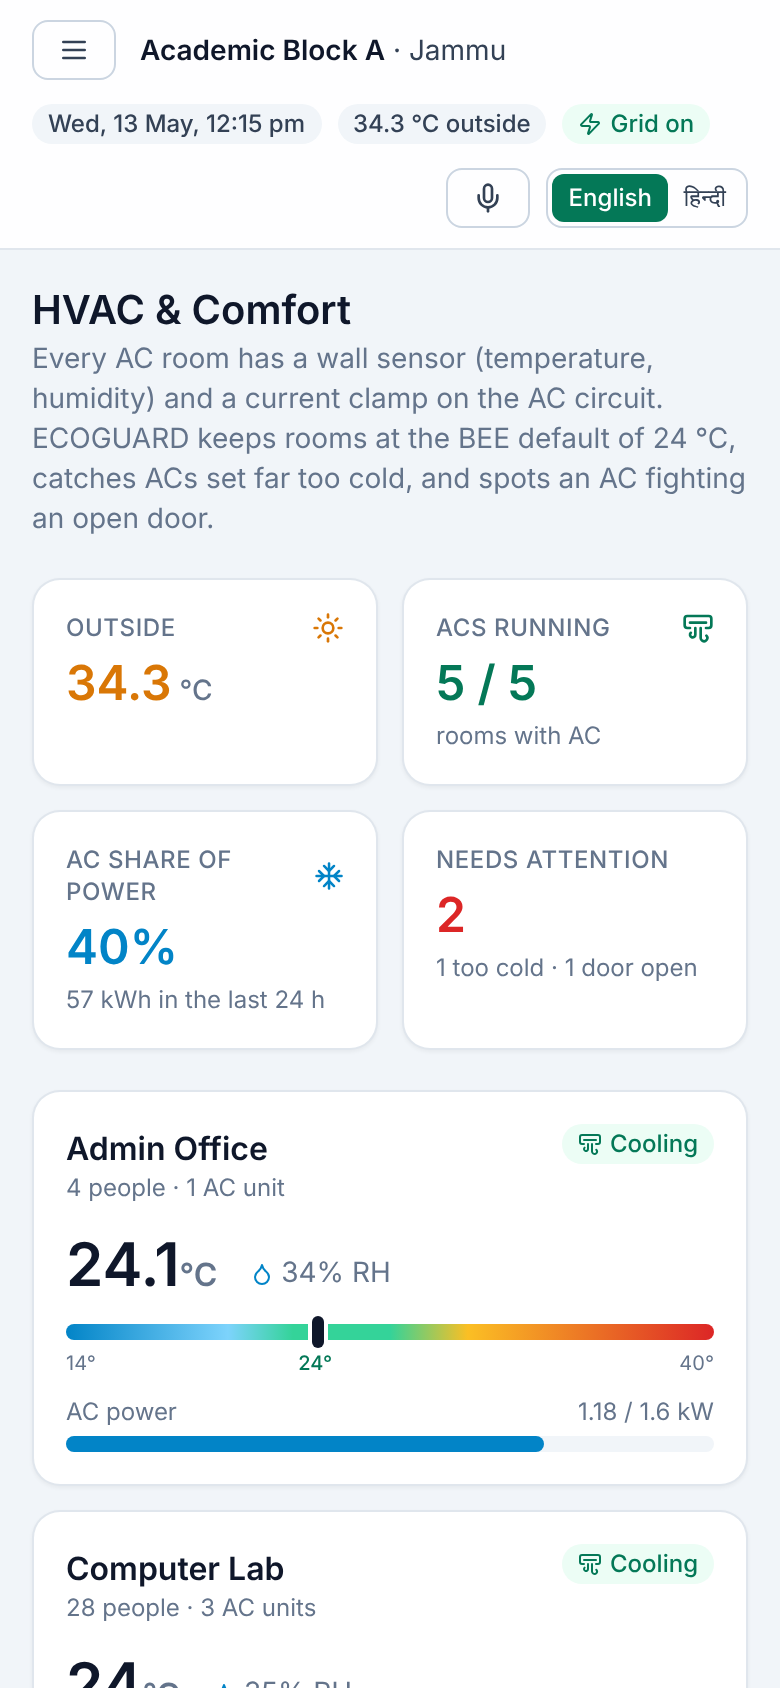 Academic Block A · Jammu
Wed, 13 May, 12:15 pm
34.3 °C outside
Grid on
English
हिन्दी
HVAC & Comfort
Every AC room has a wall sensor (temperature,
humidity) and a current clamp on the AC circuit.
ECOGUARD keeps rooms at the BEE default of 24 °C,
catches ACs set far too cold, and spots an AC fighting
an open door.
OUTSIDE
34.3 °C
ACS RUNNING
5 / 5
rooms with AC
AC SHARE OF
POWER
40%
57 kWh in the last 24 h
NEEDS ATTENTION
2
1 too cold · 1 door open
Admin Office
Cooling
4 people · 1 AC unit
24.1°C
34% RH
14°
24°
40°
AC power
1.18 / 1.6 kW
Computer Lab
Cooling
28 people · 3 AC units
24°C
35% RH